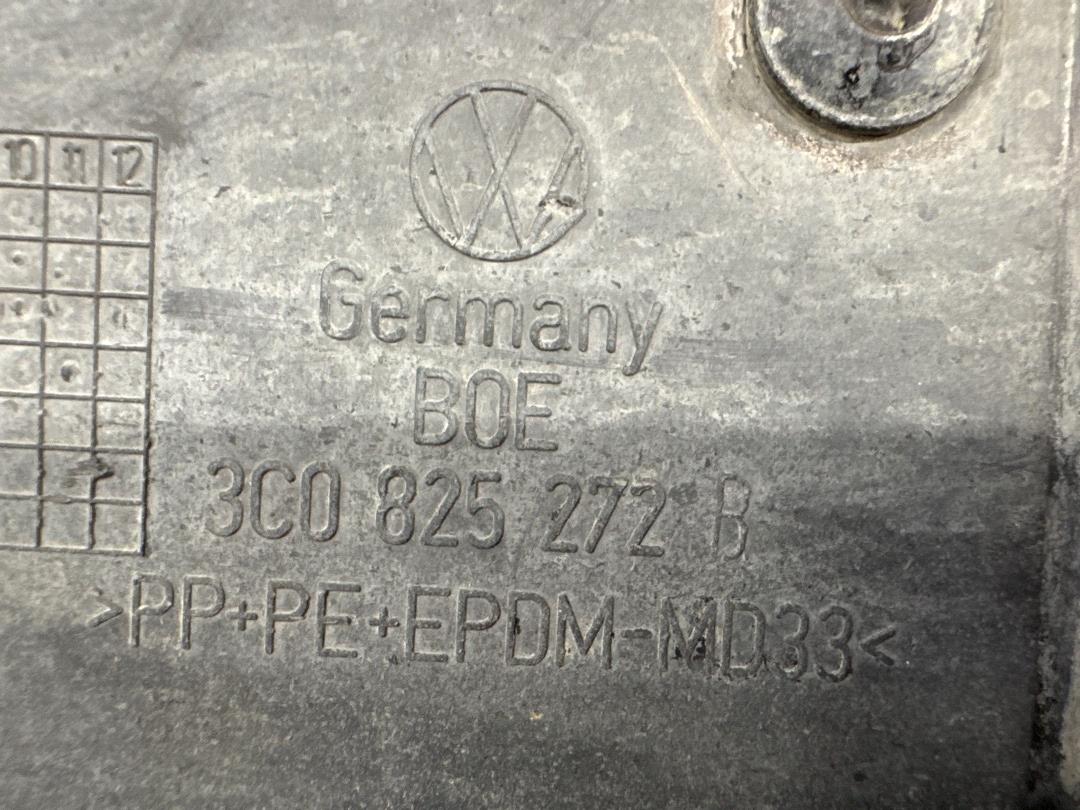 10 11 12
Germany
BOE
3C0 825 272 B
>PP+PE+EPDM-MD33<